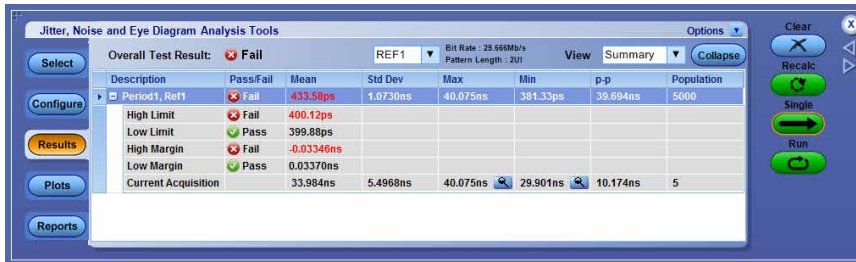 Jitter, Noise and Eye Diagram Analysis Tools Options Clear X
Select Overall Test Result: Fail REF1 Bit Rate : 29.666Mb/s View Summary Collapse
Pattern Length : 2UI
Recalc
Description Pass/Fail Mean Std Dev Max Min p-p Population
Configure Period1, Ref1 Fail 433.58ps 1.0730ns 40.075ns 381.33ps 39.694ns 5000
Single
High Limit Fail 400.12ps
Low Limit Pass 399.88ps
Results High Margin Fail -0.03346ns Run
Low Margin Pass 0.03370ns
Plots Current Acquisition 33.984ns 5.4968ns 40.075ns 29.901ns 10.174ns 5
Reports